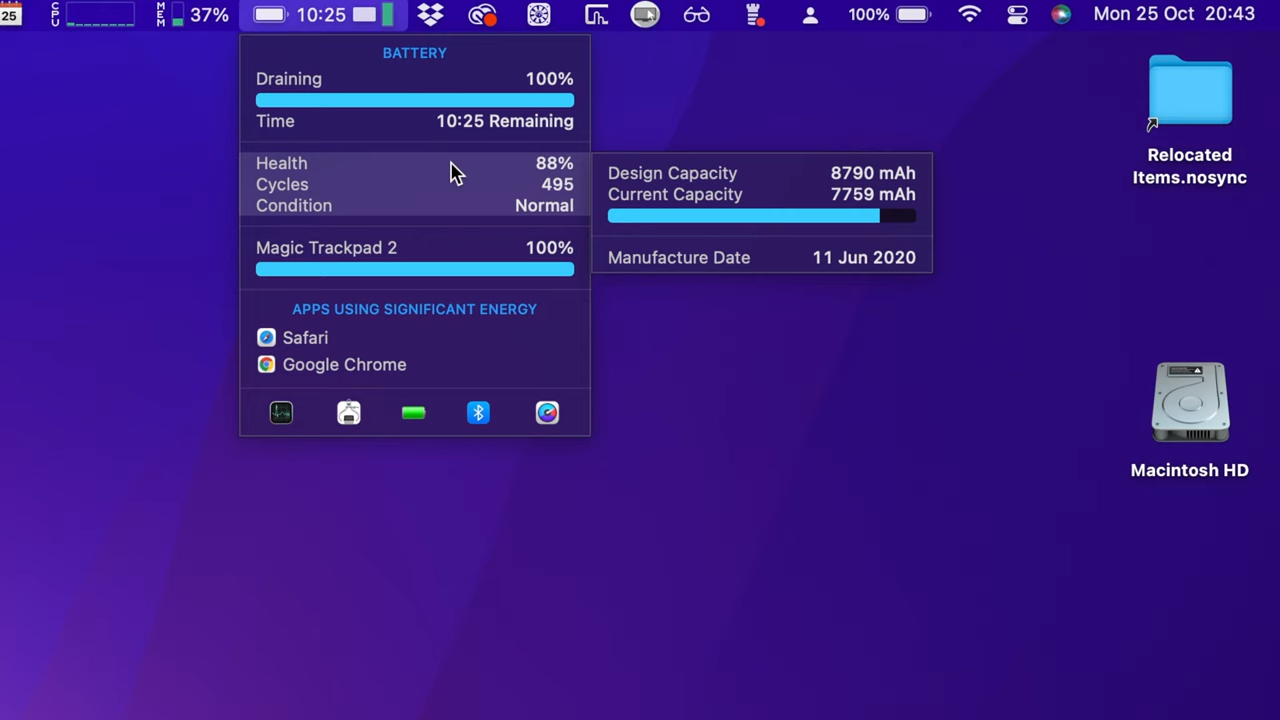 25
CPU
MEM
37%
10:25
100%
Mon 25 Oct 20:43
BATTERY
Draining 100%
Time 10:25 Remaining
Health 88%
Cycles 495
Condition Normal
Design Capacity 8790 mAh
Current Capacity 7759 mAh
Manufacture Date 11 Jun 2020
Magic Trackpad 2 100%
APPS USING SIGNIFICANT ENERGY
Safari
Google Chrome
Relocated
Items.nosync
Macintosh HD